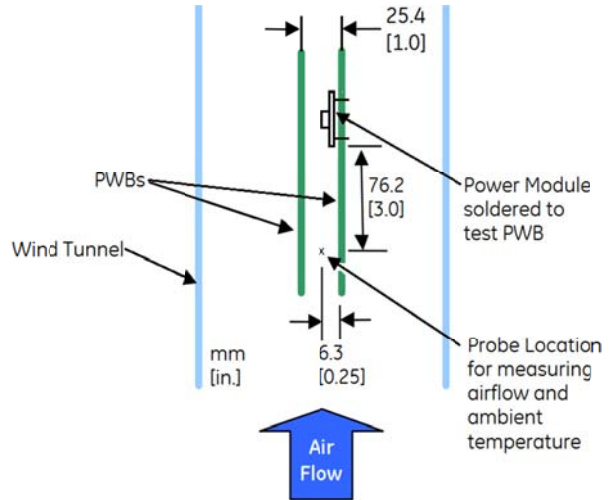 25.4
[1.0]
PWBs
76.2
[3.0]
Power Module
soldered to
test PWB
Wind Tunnel
x
mm
[in.]
6.3
[0.25]
Probe Location
for measuring
airflow and
ambient
temperature
Air
Flow